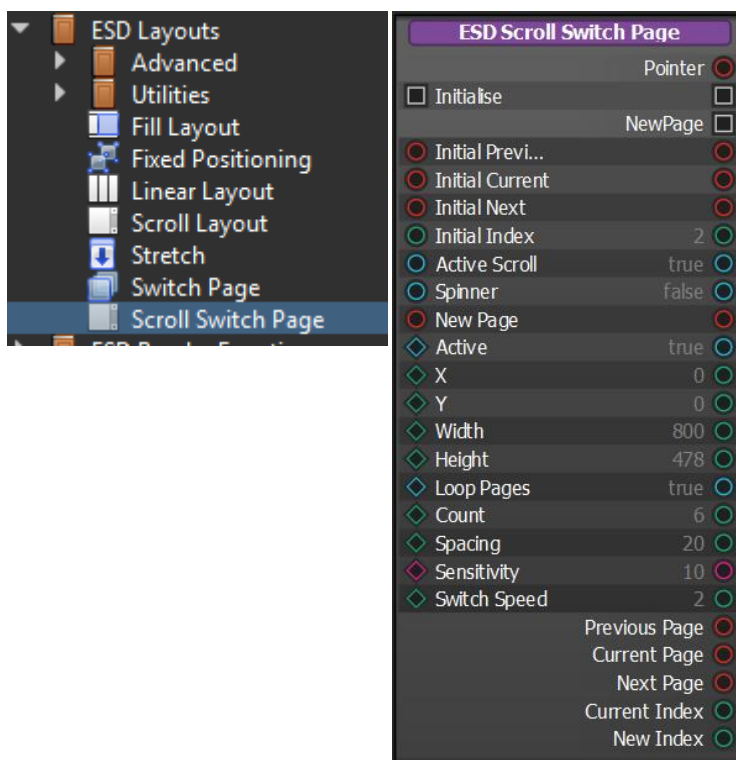 ESD Layouts
Advanced
Utilities
Fill Layout
Fixed Positioning
Linear Layout
Scroll Layout
Stretch
Switch Page
Scroll Switch Page
ESD Scroll Switch Page
Pointer
Initialise
NewPage
Initial Previ...
Initial Current
Initial Next
Initial Index 2
Active Scroll true
Spinner false
New Page
Active true
X 0
Y 0
Width 800
Height 478
Loop Pages true
Count 6
Spacing 20
Sensitivity 10
Switch Speed 2
Previous Page
Current Page
Next Page
Current Index
New Index